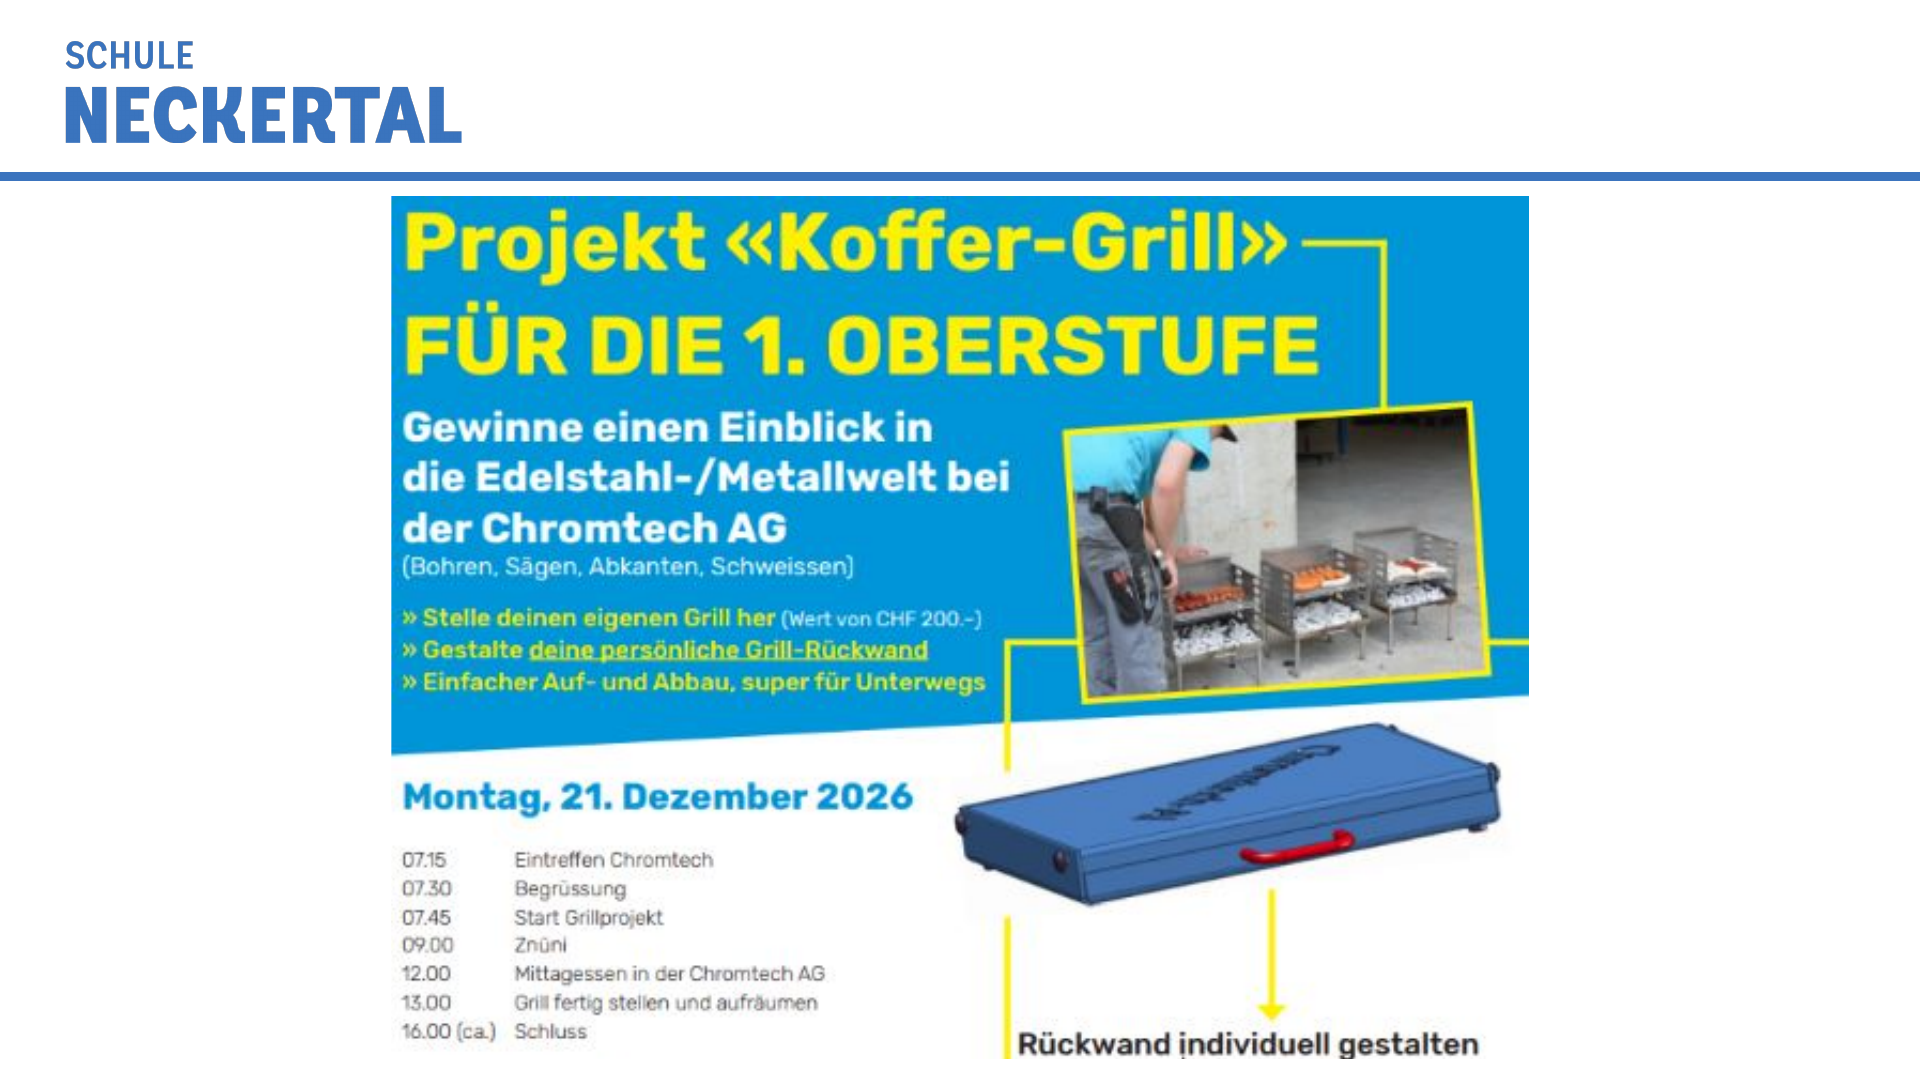 SCHULE
NECKERTAL
Projekt «Koffer-Grill»
FÜR DIE 1. OBERSTUFE
Gewinne einen Einblick in
die Edelstahl-/Metallwelt bei
der Chromtech AG
(Bohren, Sägen, Abkanten, Schweissen)
» Stelle deinen eigenen Grill her (Wert von CHF 200.-)
» Gestalte deine persönliche Grill-Rückwand
» Einfacher Auf- und Abbau, super für Unterwegs
Montag, 21. Dezember 2026
07.15 Eintreffen Chromtech
07.30 Begrüssung
07.45 Start Grillprojekt
09.00 Znüni
12.00 Mittagessen in der Chromtech AG
13.00 Grill fertig stellen und aufräumen
16.00 (ca.) Schluss
Rückwand individuell gestalten